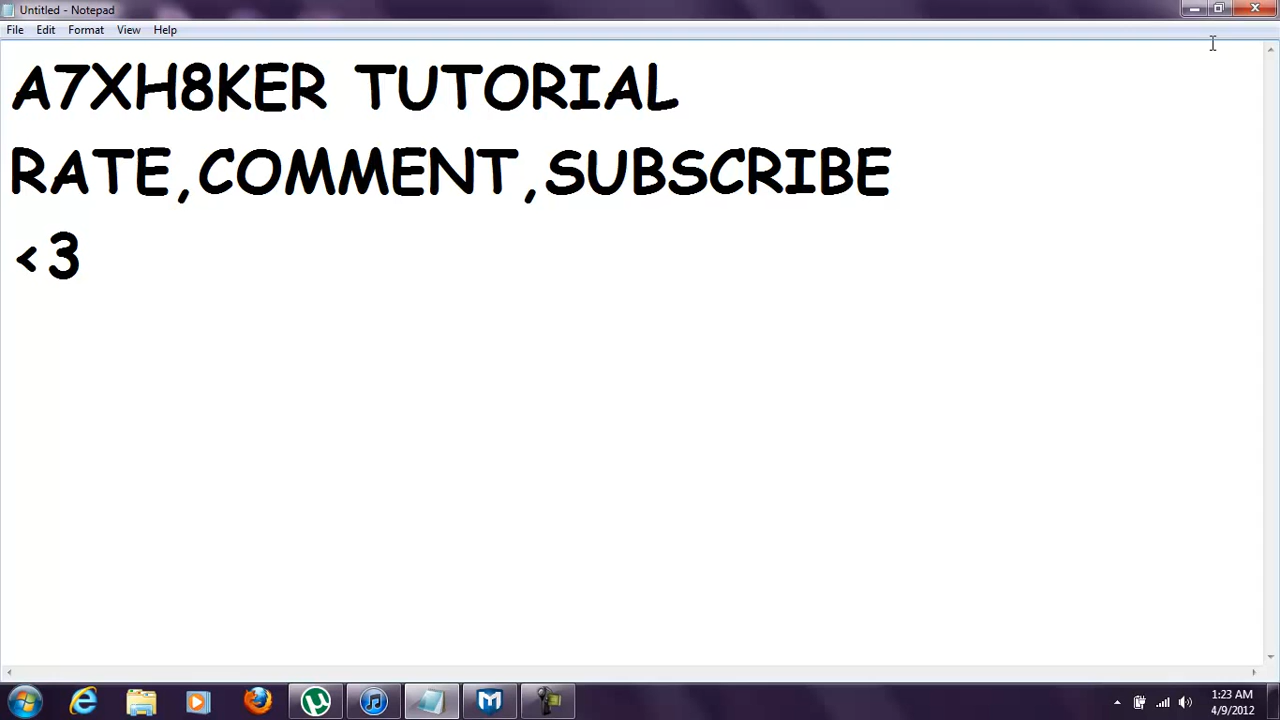 Untitled - Notepad
File Edit Format View Help
A7XH8KER TUTORIAL
RATE,COMMENT,SUBSCRIBE
<3
1:23 AM
4/9/2012